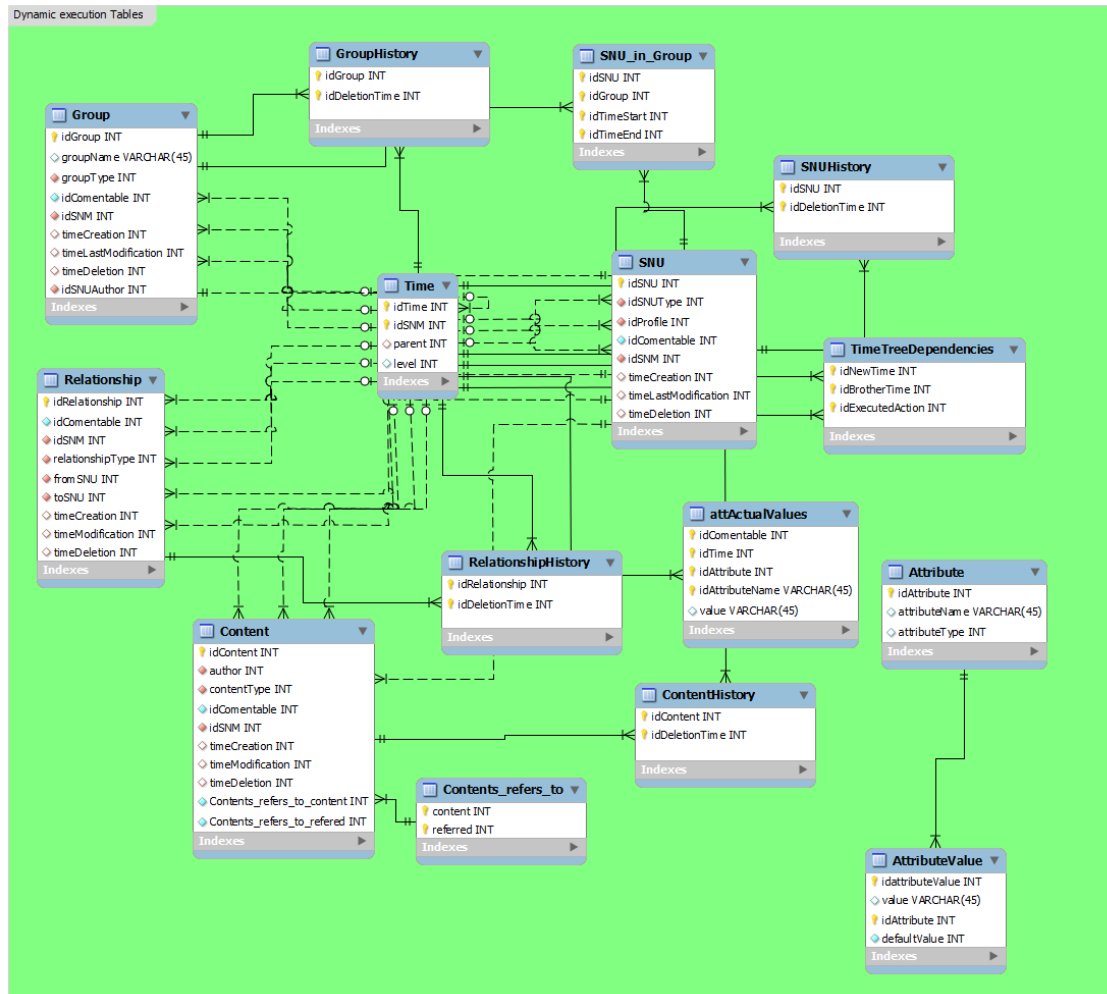 Dynamic execution Tables
GroupHistory
idGroup INT
idDeletionTime INT
Indexes
SNU_in_Group
idSNU INT
idGroup INT
idTimeStart INT
idTimeEnd INT
Indexes
Group
idGroup INT
groupName VARCHAR(45)
groupType INT
idComentable INT
idSNM INT
timeCreation INT
timeLastModification INT
timeDeletion INT
idSNUAuthor INT
Indexes
SNUHistory
idSNU INT
idDeletionTime INT
Indexes
SNU
idSNU INT
idSNUType INT
idProfile INT
idComentable INT
idSNM INT
timeCreation INT
timeLastModification INT
timeDeletion INT
Indexes
Time
idTime INT
idSNM INT
parent INT
level INT
Indexes
TimeTreeDependencies
idNewTime INT
idBrotherTime INT
idExecutedAction INT
Indexes
Relationship
idRelationship INT
idComentable INT
idSNM INT
relationshipType INT
fromSNU INT
toSNU INT
timeCreation INT
timeModification INT
timeDeletion INT
Indexes
attActualValues
idComentable INT
idTime INT
idAttribute INT
idAttributeName VARCHAR(45)
value VARCHAR(45)
Indexes
RelationshipHistory
idRelationship INT
idDeletionTime INT
Indexes
Attribute
idAttribute INT
attributeName VARCHAR(45)
attributeType INT
Indexes
Content
idContent INT
author INT
contentType INT
idComentable INT
idSNM INT
timeCreation INT
timeModification INT
timeDeletion INT
Contents_refers_to_content INT
Contents_refers_to_refered INT
Indexes
ContentHistory
idContent INT
idDeletionTime INT
Indexes
Contents_refers_to
content INT
referred INT
Indexes
AttributeValue
idattributeValue INT
value VARCHAR(45)
idAttribute INT
defaultValue INT
Indexes